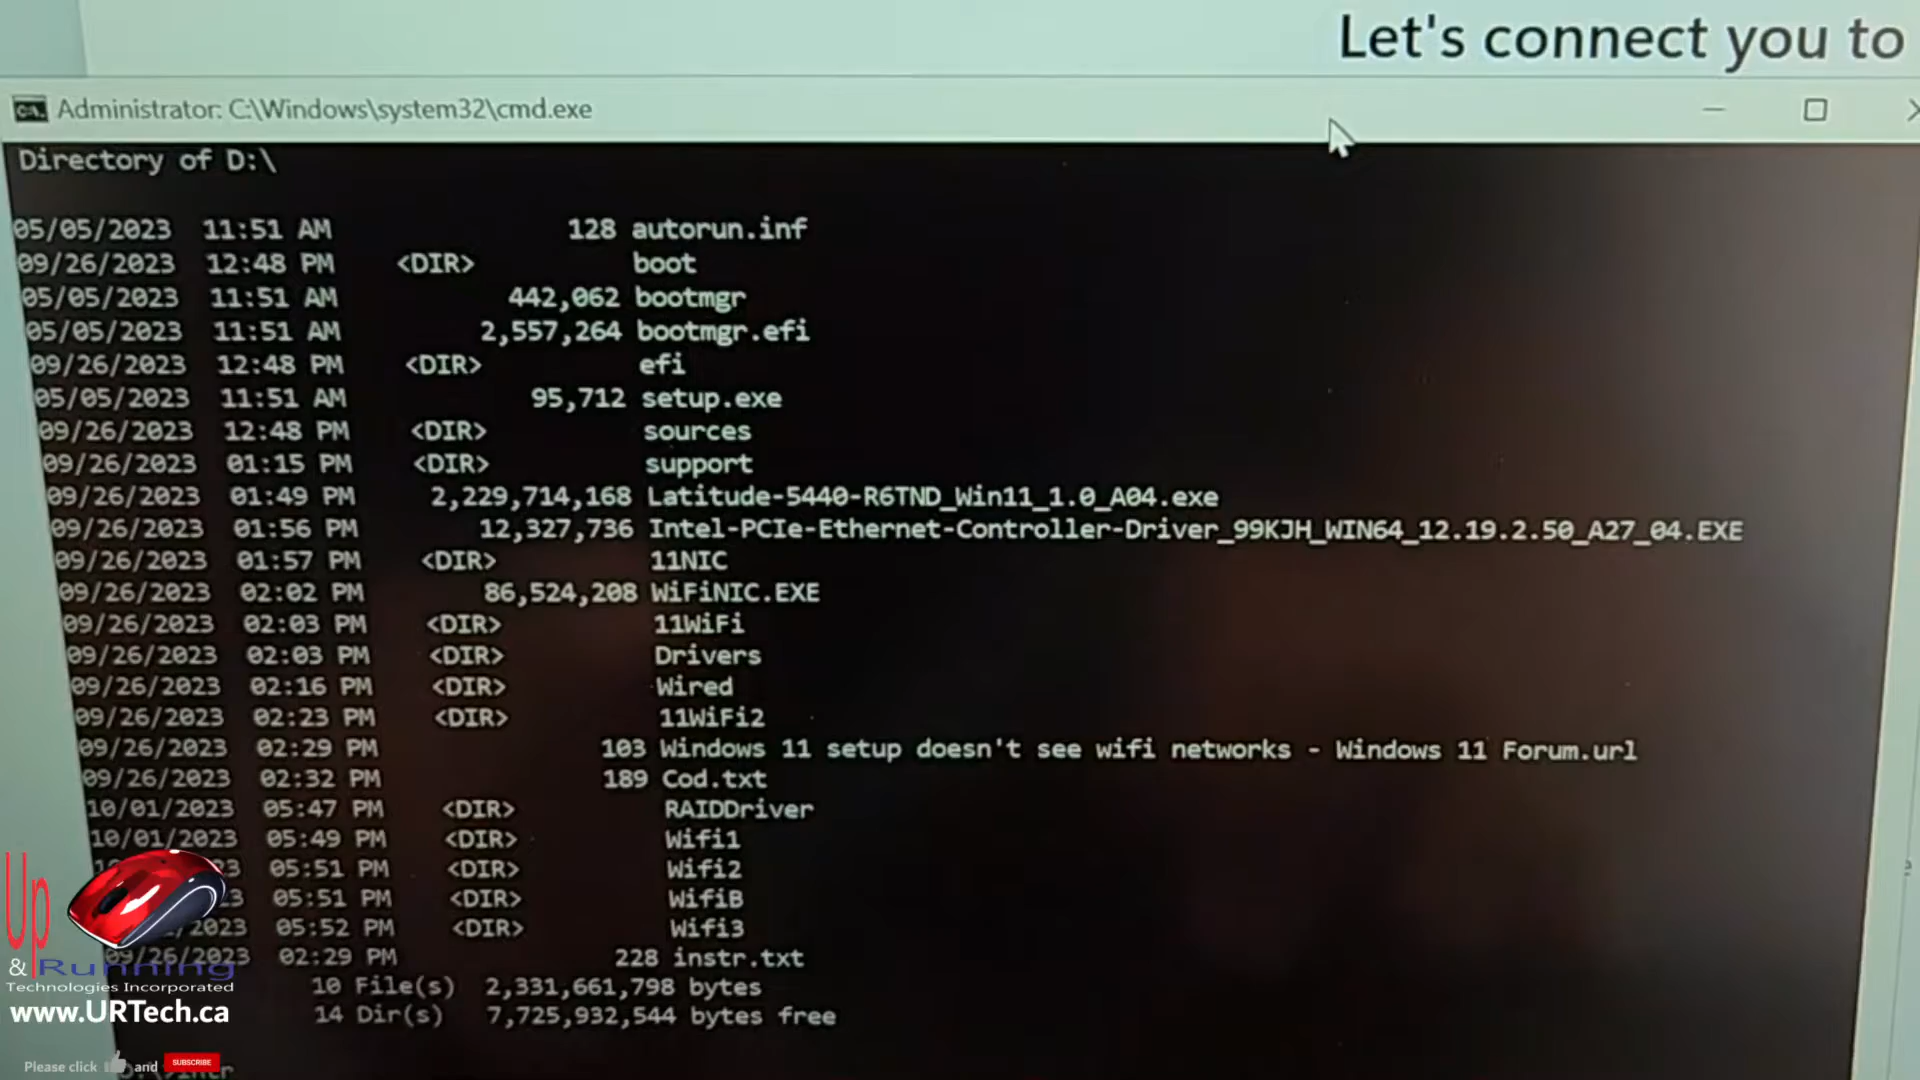 Let's connect you to
Administrator: C:\Windows\system32\cmd.exe
Directory of D:\
05/05/2023 11:51 AM 128 autorun.inf
09/26/2023 12:48 PM <DIR> boot
05/05/2023 11:51 AM 442,062 bootmgr
05/05/2023 11:51 AM 2,557,264 bootmgr.efi
09/26/2023 12:48 PM <DIR> efi
05/05/2023 11:51 AM 95,712 setup.exe
09/26/2023 12:48 PM <DIR> sources
09/26/2023 01:15 PM <DIR> support
09/26/2023 01:49 PM 2,229,714,168 Latitude-5440-R6TND_Win11_1.0_A04.exe
09/26/2023 01:56 PM 12,327,736 Intel-PCIe-Ethernet-Controller-Driver_99KJH_WIN64_12.19.2.50_A27_04.EXE
09/26/2023 01:57 PM <DIR> 11NIC
09/26/2023 02:02 PM 86,524,208 WiFiNIC.EXE
09/26/2023 02:03 PM <DIR> 11WiFi
09/26/2023 02:03 PM <DIR> Drivers
09/26/2023 02:16 PM <DIR> Wired
09/26/2023 02:23 PM <DIR> 11WiFi2
09/26/2023 02:29 PM 103 Windows 11 setup doesn't see wifi networks - Windows 11 Forum.url
09/26/2023 02:32 PM 189 Cod.txt
10/01/2023 05:47 PM <DIR> RAIDDriver
10/01/2023 05:49 PM <DIR> Wifi1
05:51 PM <DIR> Wifi2
05:51 PM <DIR> WifiB
05:52 PM <DIR> Wifi3
09/26/2023 02:29 PM 228 instr.txt
10 File(s) 2,331,661,798 bytes
14 Dir(s) 7,725,932,544 bytes free
Up
& Running
Technologies Incorporated
www.URTech.ca
Please click and SUBSCRIBE